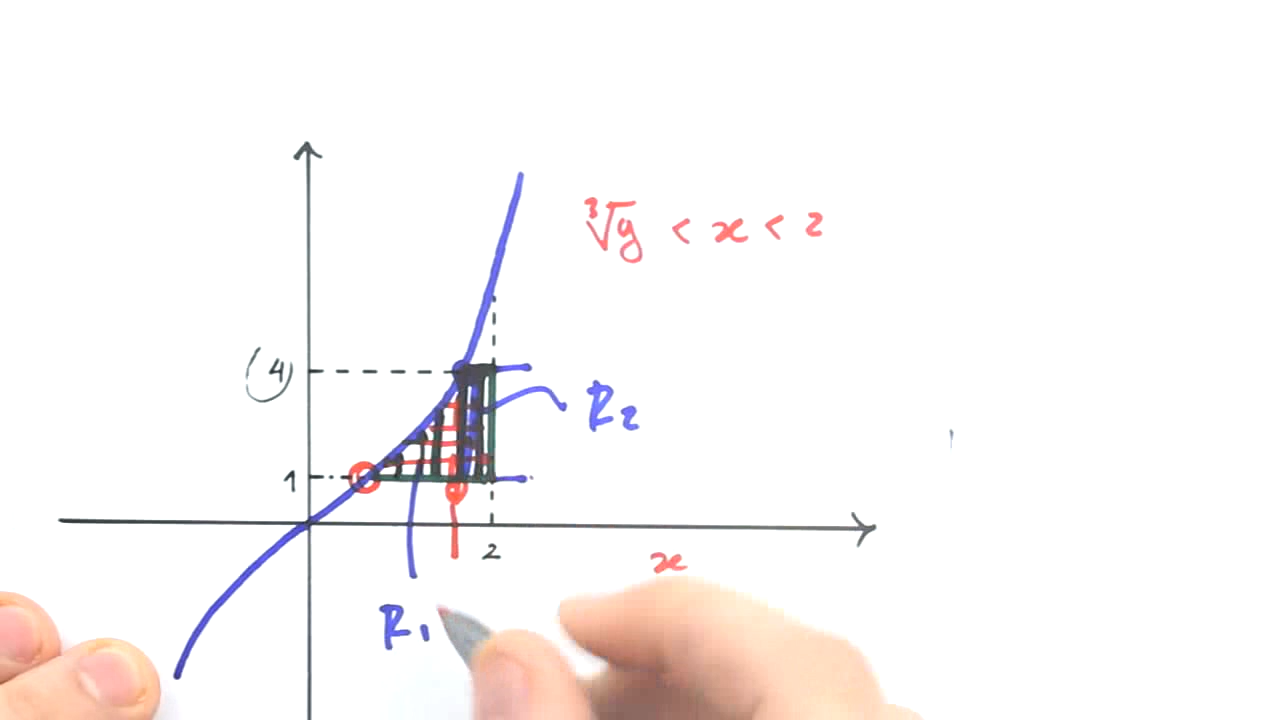 ∛y < x < 2
(4)
R2
1
2
x
R1